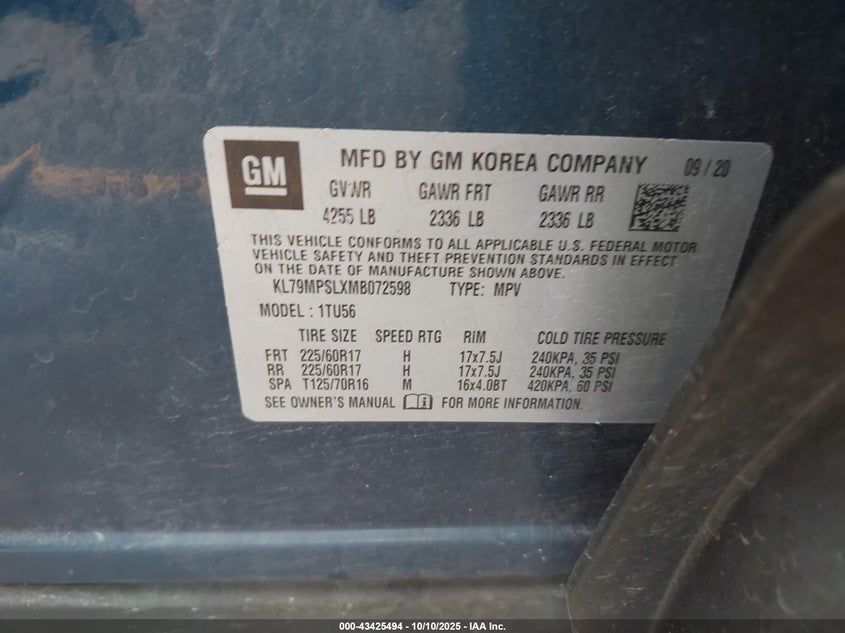 GM
MFD BY GM KOREA COMPANY 09/20
GVWR GAWR FRT GAWR RR
4255 LB 2336 LB 2336 LB
THIS VEHICLE CONFORMS TO ALL APPLICABLE U.S. FEDERAL MOTOR
VEHICLE SAFETY AND THEFT PREVENTION STANDARDS IN EFFECT
ON THE DATE OF MANUFACTURE SHOWN ABOVE.
KL79MPSLXMB072598 TYPE: MPV
MODEL : 1TU56
TIRE SIZE SPEED RTG RIM COLD TIRE PRESSURE
FRT 225/60R17 H 17x7.5J 240KPA, 35 PSI
RR 225/60R17 H 17x7.5J 240KPA, 35 PSI
SPA T125/70R16 M 16x4.0BT 420KPA, 60 PSI
SEE OWNER'S MANUAL FOR MORE INFORMATION.
000-43425494 - 10/10/2025 - IAA Inc.